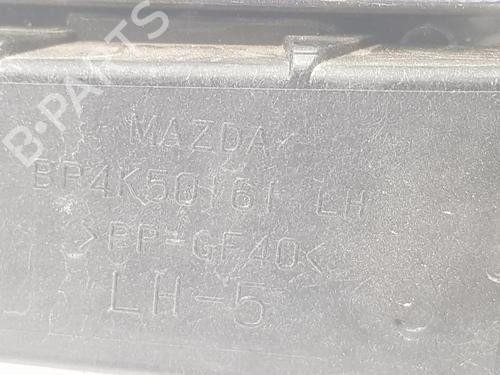 MAZDA
BP4K50161 LH
>PP-GF40<
LH-5
B-PARTS